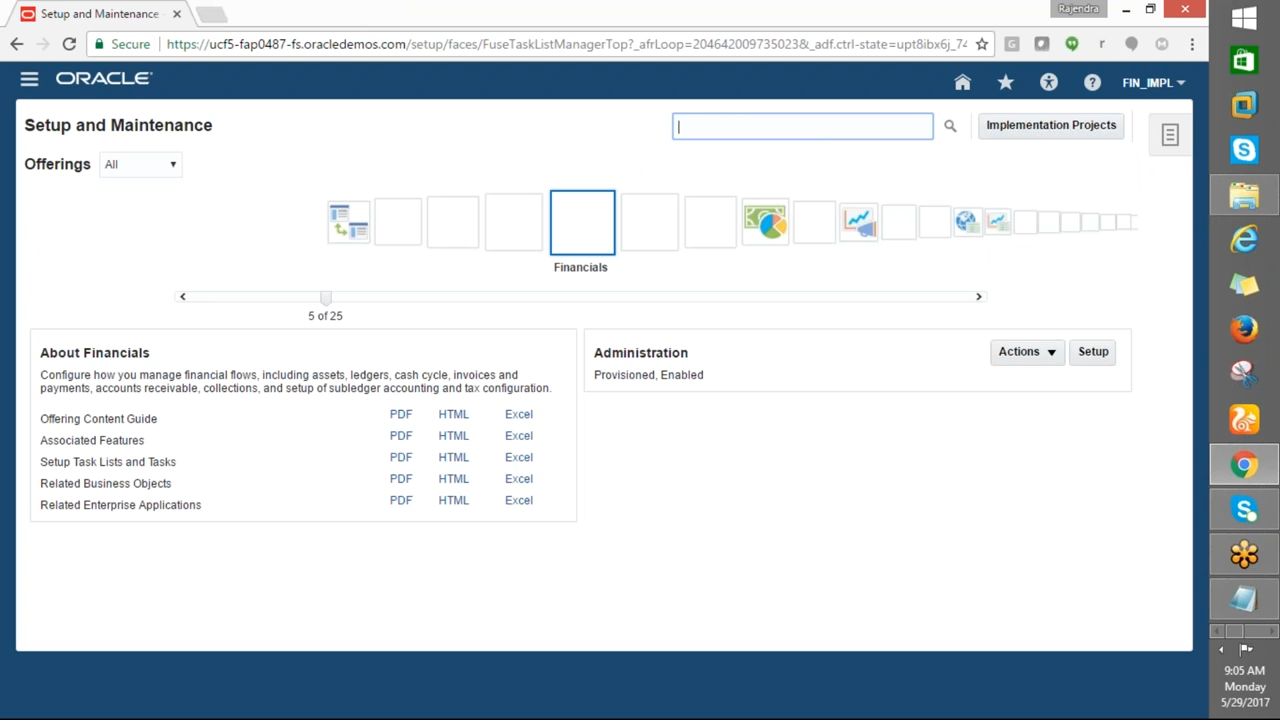 Setup and Maintenance
Rajendra
Secure
https://ucf5-fap0487-fs.oracledemos.com/setup/faces/FuseTaskListManagerTop?_afrLoop=2046420099735023&_adf.ctrl-state=upt8ibx6j_74
ORACLE
FIN_IMPL
Setup and Maintenance
Implementation Projects
Offerings All
Financials
5 of 25
About Financials
Configure how you manage financial flows, including assets, ledgers, cash cycle, invoices and
payments, accounts receivable, collections, and setup of subledger accounting and tax configuration.
Offering Content Guide PDF HTML Excel
Associated Features PDF HTML Excel
Setup Task Lists and Tasks PDF HTML Excel
Related Business Objects PDF HTML Excel
Related Enterprise Applications PDF HTML Excel
Administration
Actions Setup
Provisioned, Enabled
9:05 AM
Monday
5/29/2017